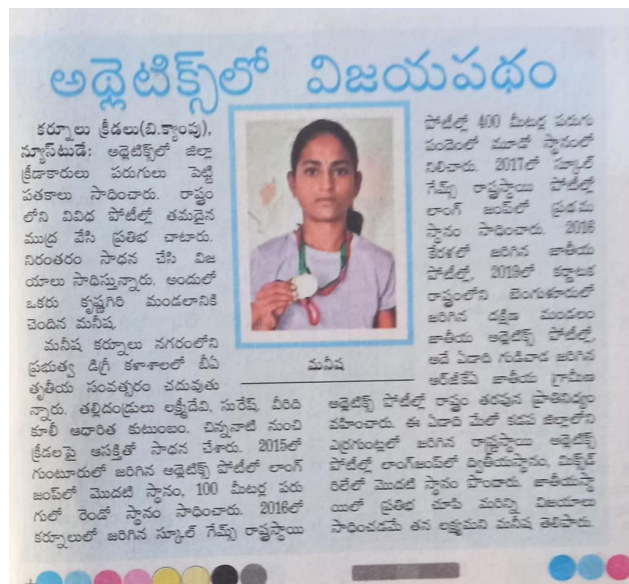 అథ్లెటిక్స్‌లో విజయపథం
కర్నూలు క్రీడలు(బి.క్యాంపు),
న్యూస్‌టుడే: అథ్లెటిక్స్‌లో జిల్లా
క్రీడాకారులు పరుగులు పెట్టి
పతకాలు సాధించారు. రాష్ట్రం
లోని వివిధ పోటీల్లో తమదైన
ముద్ర వేసి ప్రతిభ చాటారు.
నిరంతరం సాధన చేసి విజ
యాలు సాధిస్తున్నారు. అందులో
ఒకరు కృష్ణగిరి మండలానికి
చెందిన మనీష.
మనీష కర్నూలు నగరంలోని
ప్రభుత్వ డిగ్రీ కళాశాలలో బీఏ
తృతీయ సంవత్సరం చదువుతు
న్నారు. తల్లిదండ్రులు లక్ష్మీదేవి, సురేష్, వీరిది
కూలీ ఆధారిత కుటుంబం. చిన్ననాటి నుంచి
క్రీడలపై ఆసక్తితో సాధన చేశారు. 2015లో
గుంటూరులో జరిగిన అథ్లెటిక్స్ పోటీలో లాంగ్
జంప్‌లో మొదటి స్థానం, 100 మీటర్ల పరు
గులో రెండో స్థానం సాధించారు. 2016లో
కర్నూలులో జరిగిన స్కూల్ గేమ్స్ రాష్ట్రస్థాయి
మనీష
పోటీల్లో 400 మీటర్ల పరుగు
పందెంలో మూడో స్థానంలో
నిలిచారు. 2017లో స్కూల్
గేమ్స్ రాష్ట్రస్థాయి పోటీల్లో
లాంగ్ జంప్‌లో ప్రథమ
స్థానం సాధించారు. 2016
కేరళలో జరిగిన జాతీయ
పోటీల్లో, 2019లో కర్ణాటక
రాష్ట్రంలోని బెంగుళూరులో
జరిగిన దక్షిణ మండలం
జాతీయ అథ్లెటిక్ పోటీల్లో,
అదే ఏడాది గుడివాడ జరిగిన
ఆర్‌జీకేఏ జాతీయ గ్రామీణ
అథ్లెటిక్స్ పోటీల్లో రాష్ట్రం తరపున ప్రాతినిధ్యం
వహించారు. ఈ ఏడాది మేలో కడప జిల్లాలోని
ఎర్రగుంట్లలో జరిగిన రాష్ట్రస్థాయి అథ్లెటిక్స్
పోటీల్లో లాంగ్‌జంప్‌లో ద్వితీయస్థానం, మిక్స్‌డ్
రిలేలో మొదటి స్థానం పొందారు. జాతీయస్థా
యిలో ప్రతిభ చూపి మరిన్ని విజయాలు
సాధించడమే తన లక్ష్యమని మనీష తెలిపారు.